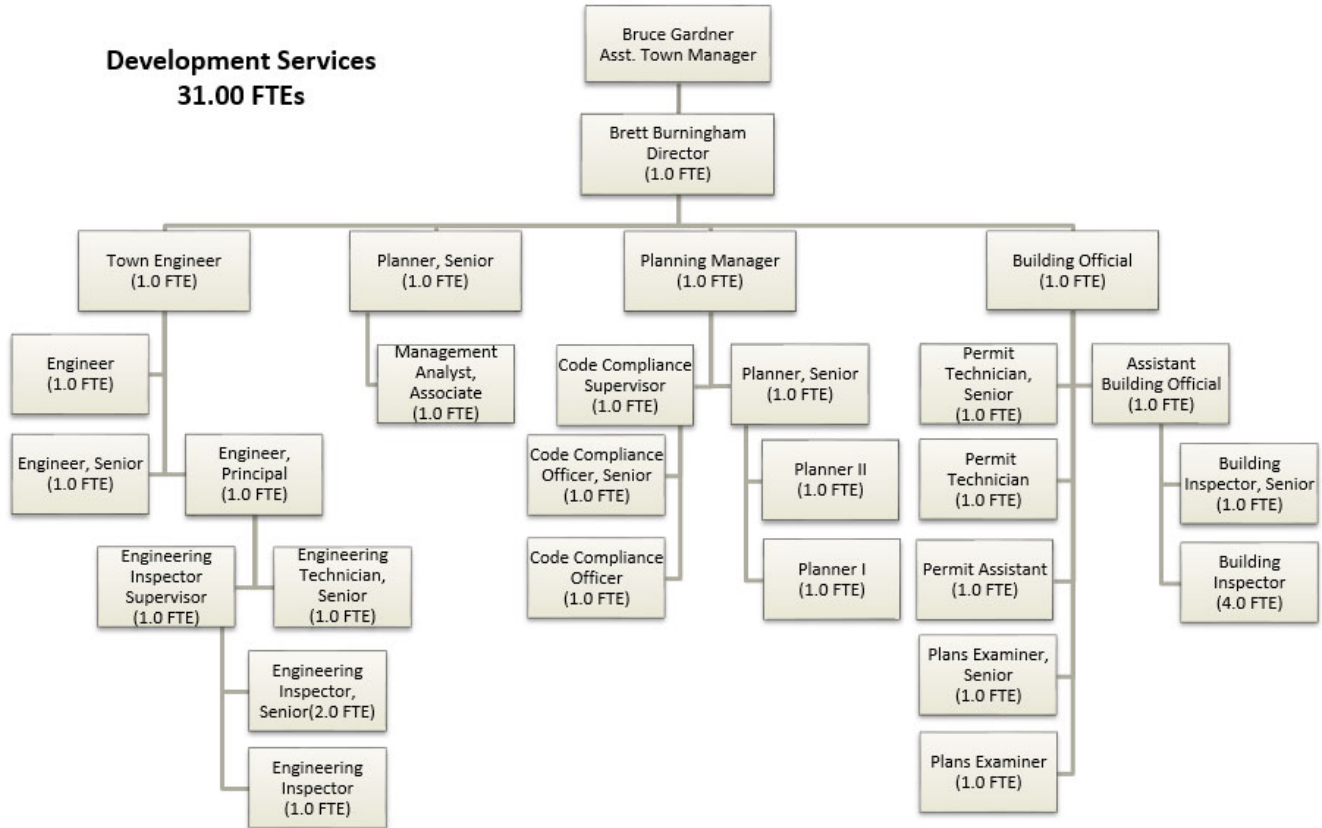 Development Services
31.00 FTEs
Bruce Gardner
Asst. Town Manager
Brett Burningham
Director
(1.0 FTE)
Town Engineer
(1.0 FTE)
Planner, Senior
(1.0 FTE)
Planning Manager
(1.0 FTE)
Building Official
(1.0 FTE)
Engineer
(1.0 FTE)
Engineer, Senior
(1.0 FTE)
Engineer,
Principal
(1.0 FTE)
Engineering
Inspector
Supervisor
(1.0 FTE)
Engineering
Technician,
Senior
(1.0 FTE)
Engineering
Inspector,
Senior(2.0 FTE)
Engineering
Inspector
(1.0 FTE)
Management
Analyst,
Associate
(1.0 FTE)
Code Compliance
Supervisor
(1.0 FTE)
Code Compliance
Officer, Senior
(1.0 FTE)
Code Compliance
Officer
(1.0 FTE)
Planner, Senior
(1.0 FTE)
Planner II
(1.0 FTE)
Planner I
(1.0 FTE)
Permit
Technician,
Senior
(1.0 FTE)
Permit
Technician
(1.0 FTE)
Permit Assistant
(1.0 FTE)
Plans Examiner,
Senior
(1.0 FTE)
Plans Examiner
(1.0 FTE)
Assistant
Building Official
(1.0 FTE)
Building
Inspector, Senior
(1.0 FTE)
Building
Inspector
(4.0 FTE)